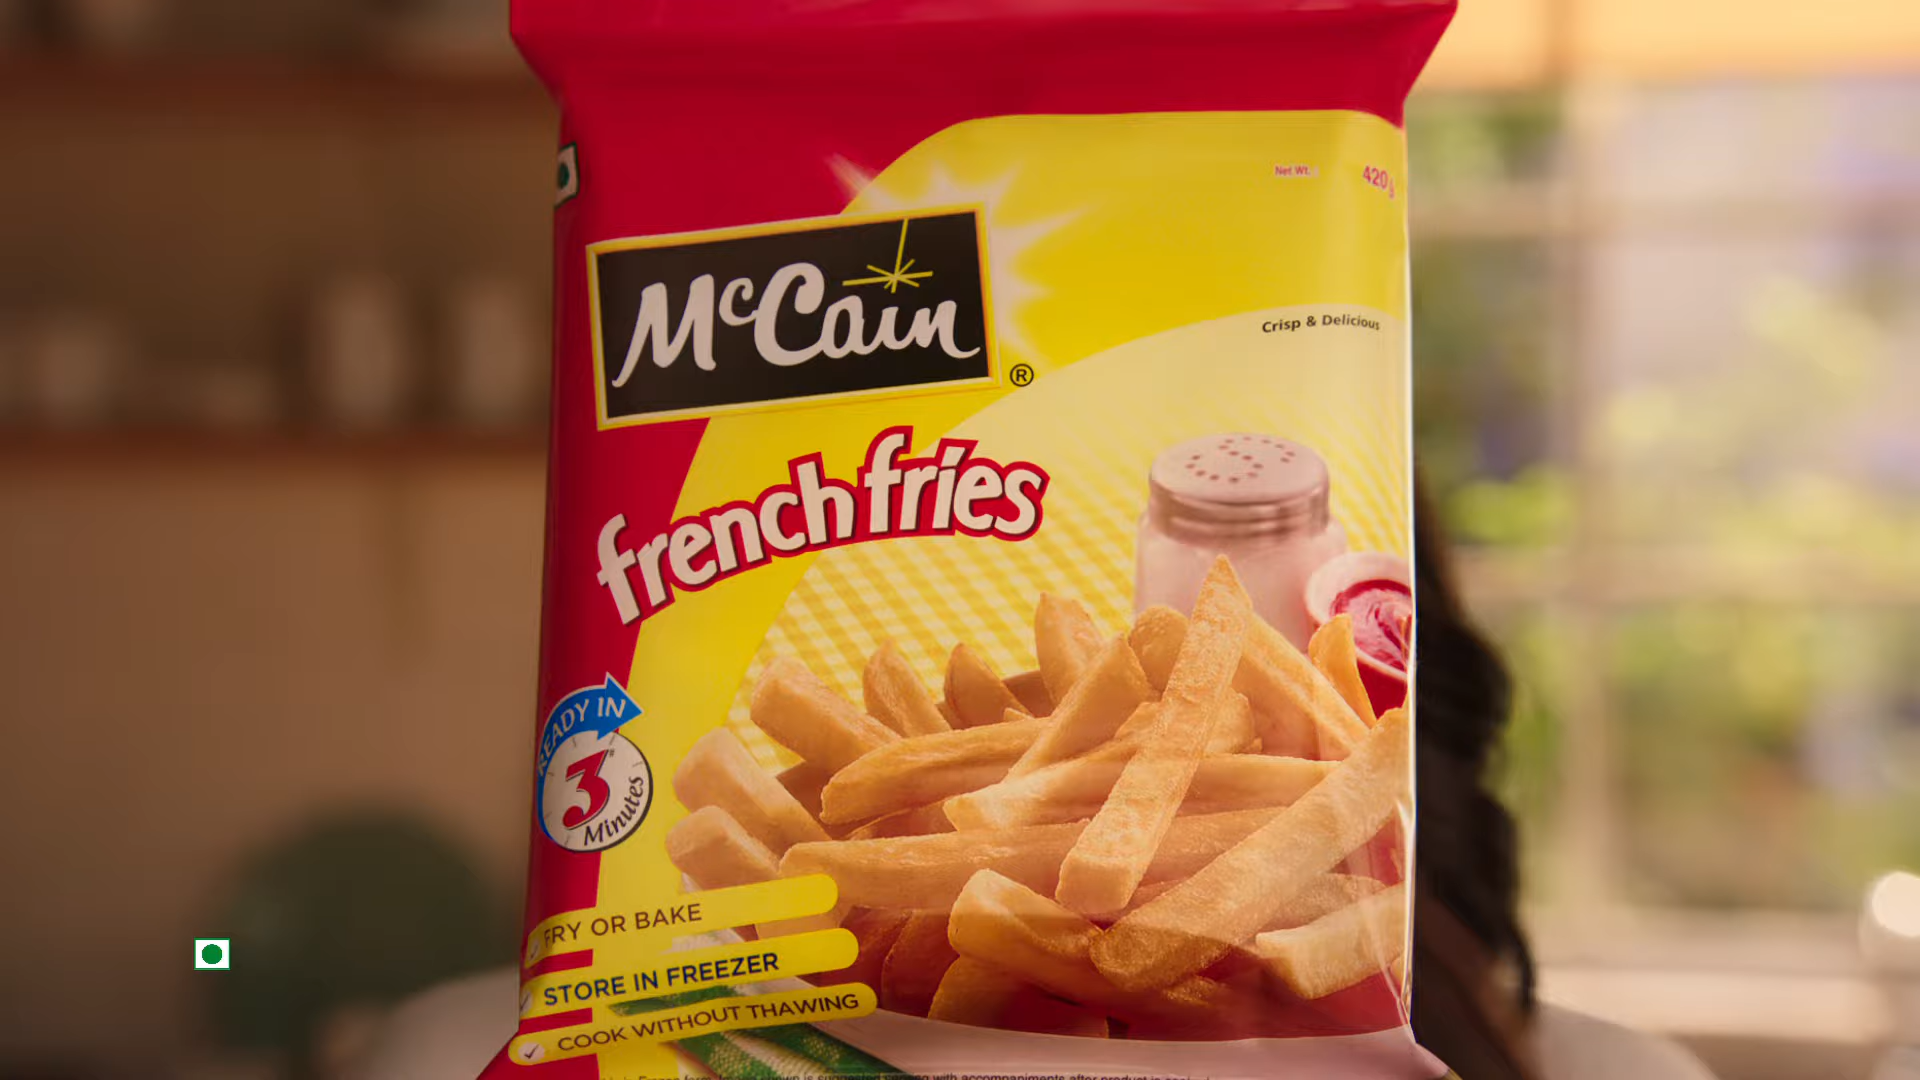 Net Wt. 420 g
McCain
®
Crisp & Delicious
french fries
READY IN
3#
Minutes
FRY OR BAKE
STORE IN FREEZER
COOK WITHOUT THAWING